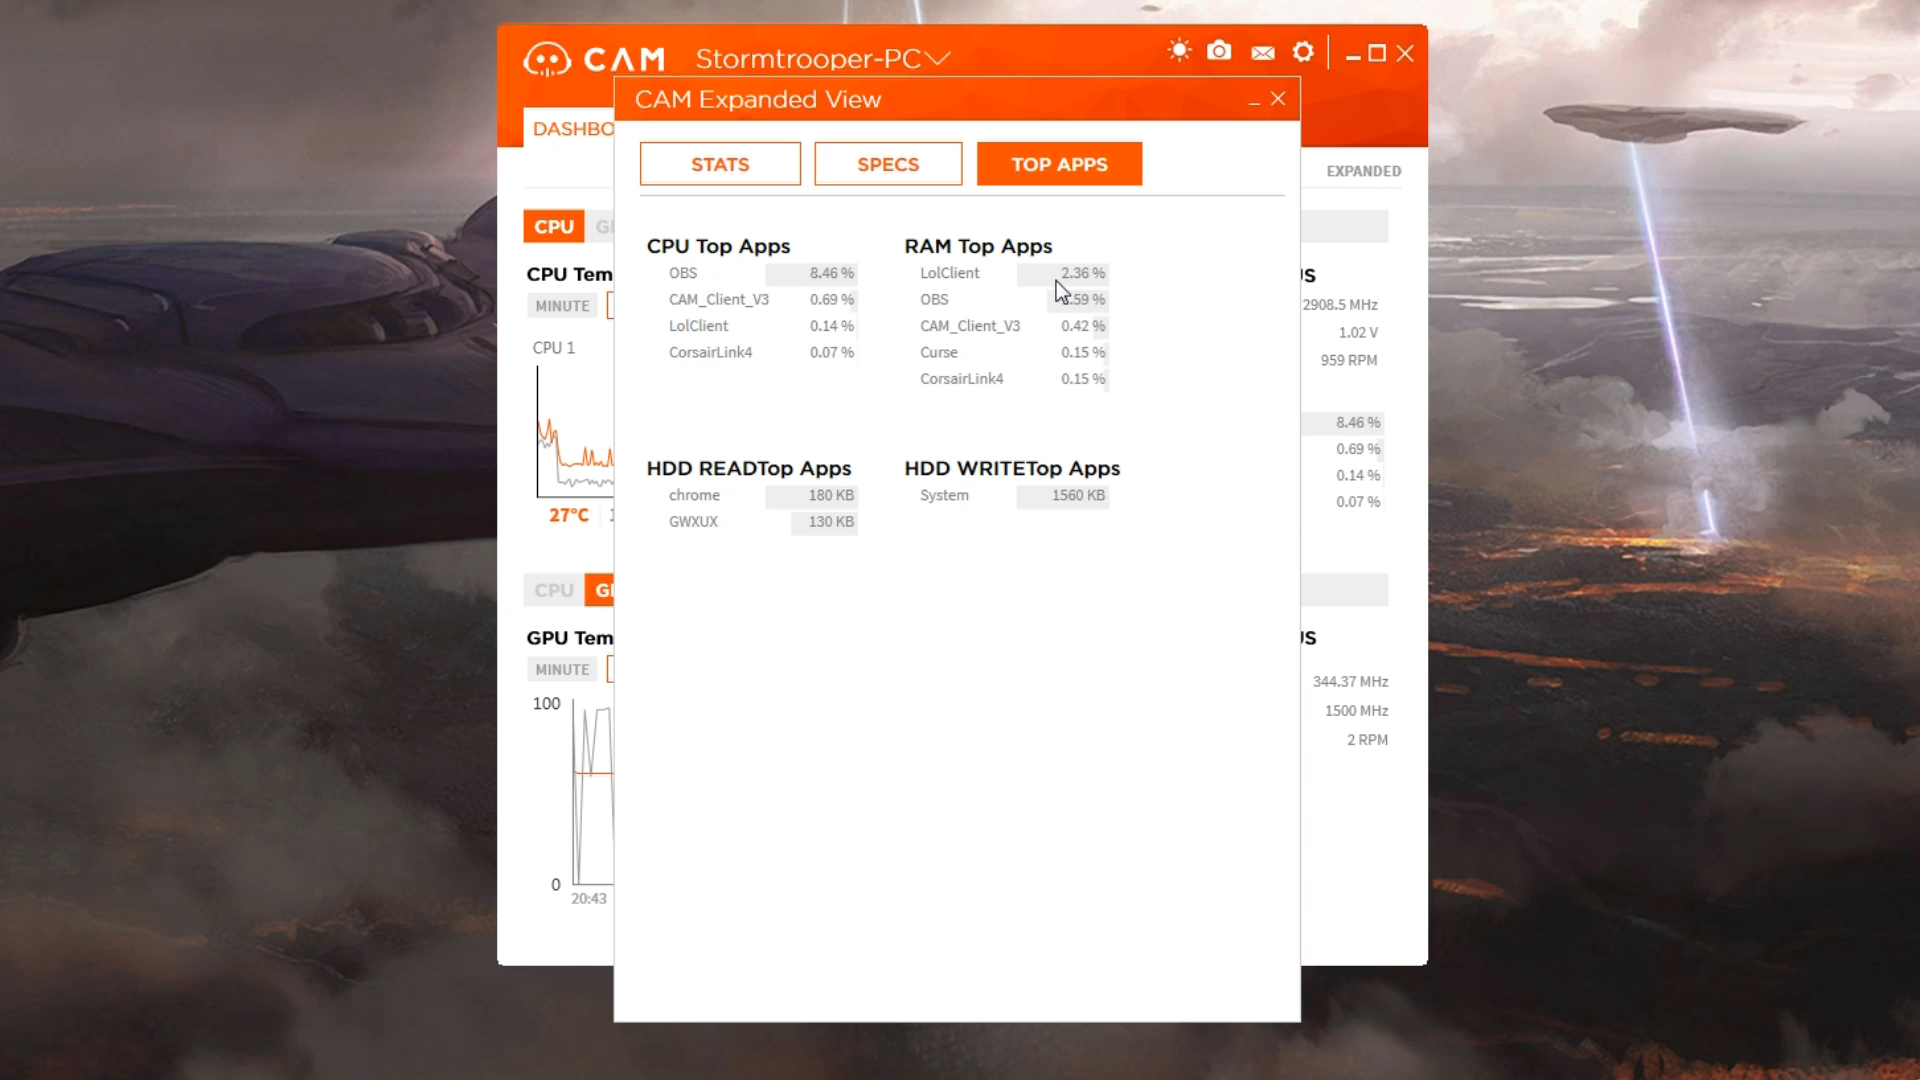 CAM Stormtrooper-PC
CAM Expanded View
DASHBO
STATS SPECS TOP APPS
EXPANDED
CPU
CPU Top Apps RAM Top Apps
OBS 8.46 % LolClient 2.36 %
CAM_Client_V3 0.69 % OBS .59 %
LolClient 0.14 % CAM_Client_V3 0.42 %
CorsairLink4 0.07 % Curse 0.15 %
CorsairLink4 0.15 %
HDD READTop Apps HDD WRITETop Apps
chrome 180 KB System 1560 KB
GWXUX 130 KB
CPU Tem
MINUTE
CPU 1
27°C
2908.5 MHz
1.02 V
959 RPM
8.46 %
0.69 %
0.14 %
0.07 %
CPU
GPU Tem
MINUTE
100
0
20:43
344.37 MHz
1500 MHz
2 RPM